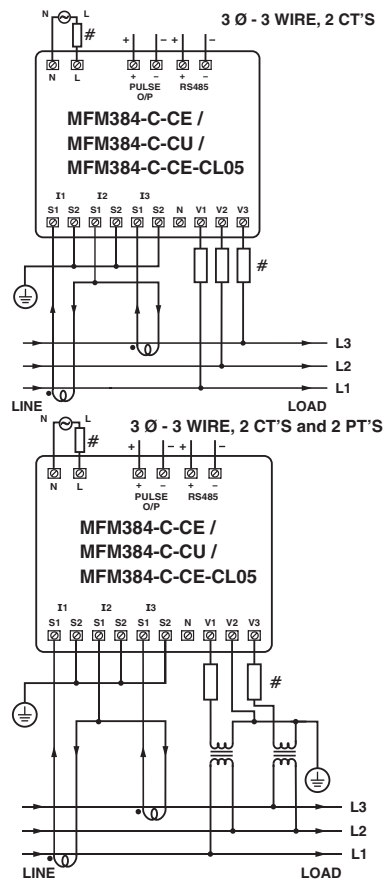 3 Ø - 3 WIRE, 2 CT'S
N L
#
+ − + −
N L + − + −
PULSE O/P RS485
MFM384-C-CE /
MFM384-C-CU /
MFM384-C-CE-CL05
I1 I2 I3
S1 S2 S1 S2 S1 S2 N V1 V2 V3
#
L3
L2
L1
LINE LOAD
3 Ø - 3 WIRE, 2 CT'S and 2 PT'S
N L
#
+ − + −
N L + − + −
PULSE O/P RS485
MFM384-C-CE /
MFM384-C-CU /
MFM384-C-CE-CL05
I1 I2 I3
S1 S2 S1 S2 S1 S2 N V1 V2 V3
#
L3
L2
L1
LINE LOAD